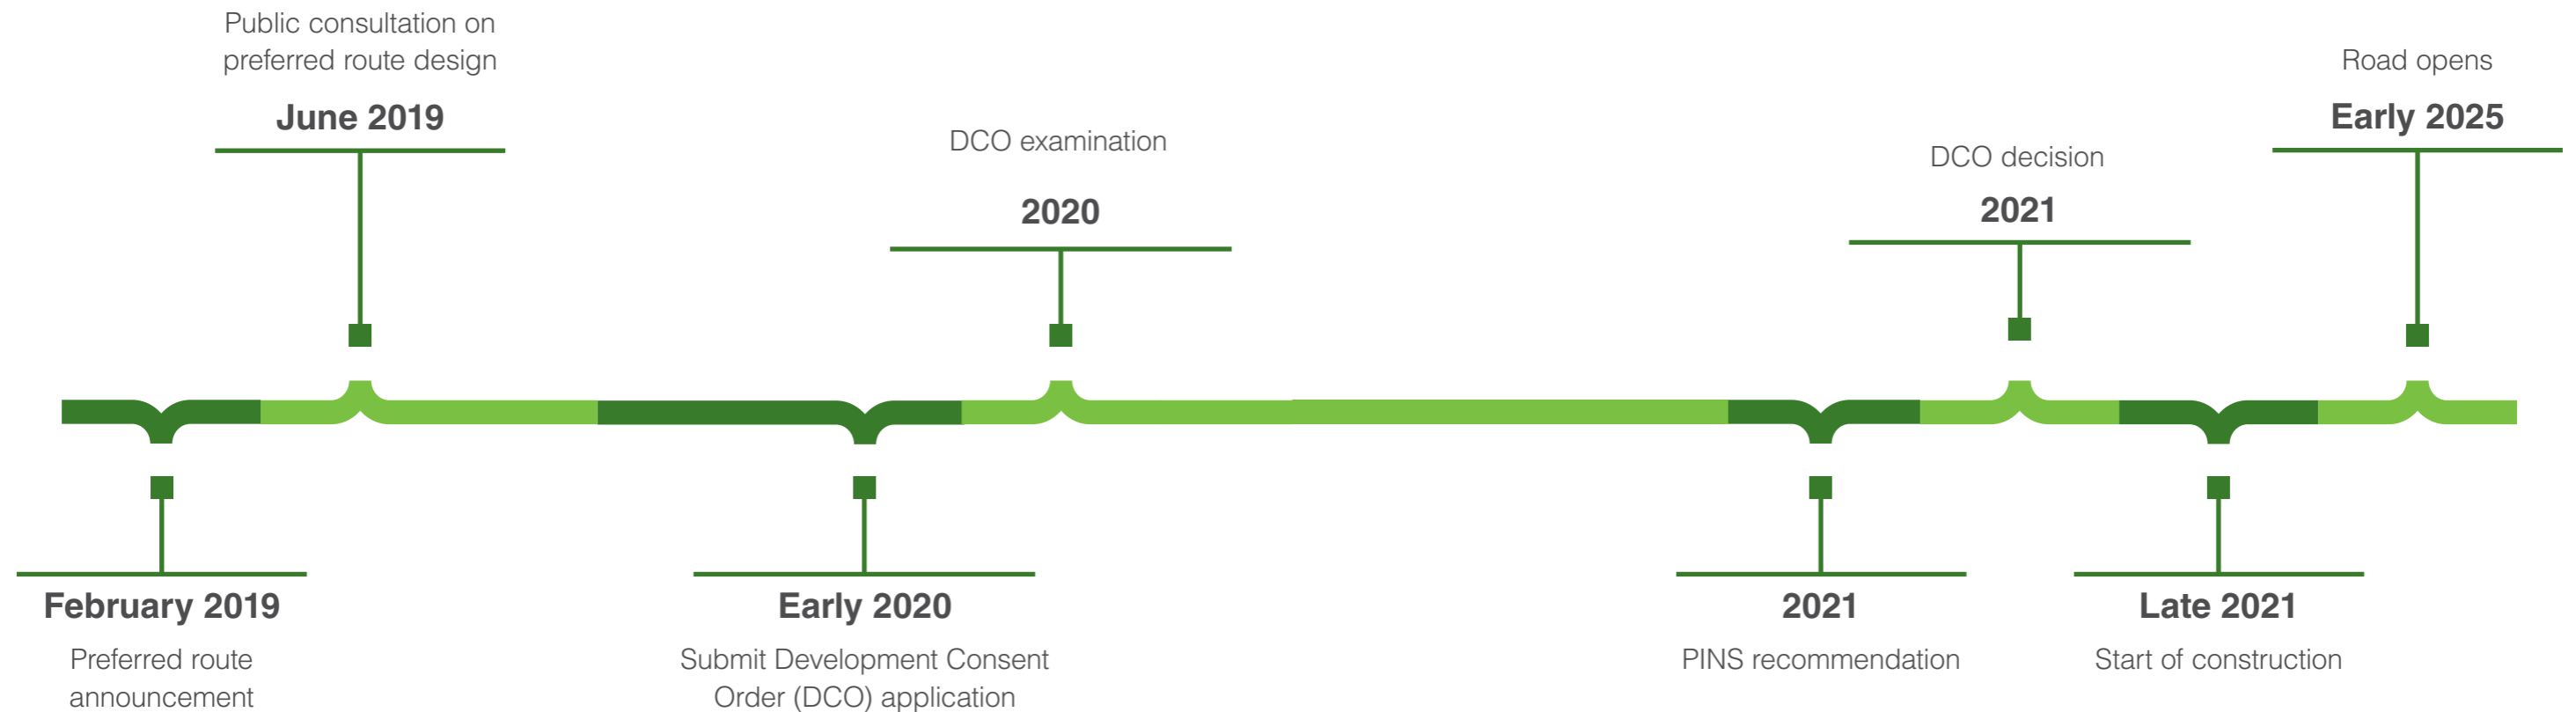 Public consultation on
preferred route design
June 2019
DCO examination
2020
DCO decision
2021
Road opens
Early 2025
February 2019
Preferred route
announcement
Early 2020
Submit Development Consent
Order (DCO) application
2021
PINS recommendation
Late 2021
Start of construction